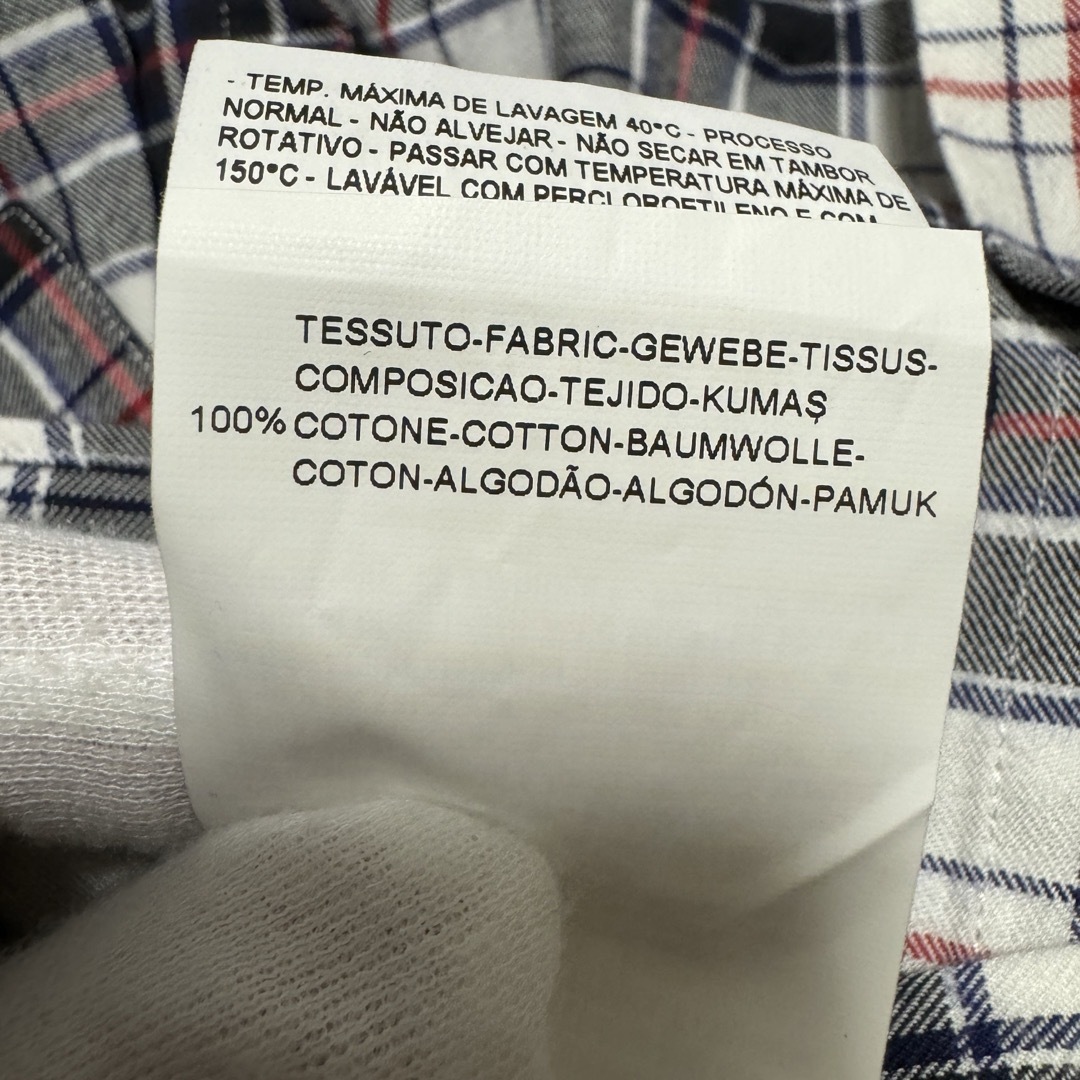 - TEMP. MÁXIMA DE LAVAGEM 40°C - PROCESSO
NORMAL - NÃO ALVEJAR - NÃO SECAR EM TAMBOR
ROTATIVO - PASSAR COM TEMPERATURA MÁXIMA DE
150°C - LAVÁVEL COM PERCLOROETILENO E COM
TESSUTO-FABRIC-GEWEBE-TISSUS-
COMPOSICAO-TEJIDO-KUMAŞ
100% COTONE-COTTON-BAUMWOLLE-
COTON-ALGODÃO-ALGODÓN-PAMUK